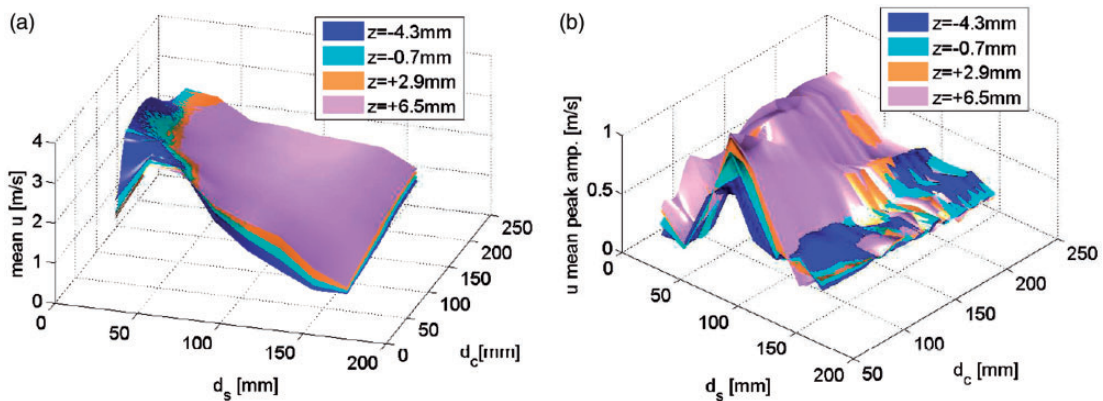 (a)
z=-4.3mm
z=-0.7mm
z=+2.9mm
z=+6.5mm
4
3
2
1
0
mean u [m/s]
0
50
100
150
200
d_s [mm]
0
50
100
150
200
250
d_c[mm]
(b)
z=-4.3mm
z=-0.7mm
z=+2.9mm
z=+6.5mm
1
0.5
0
u mean peak amp. [m/s]
0
50
100
150
200
d_s [mm]
50
100
150
200
250
d_c [mm]